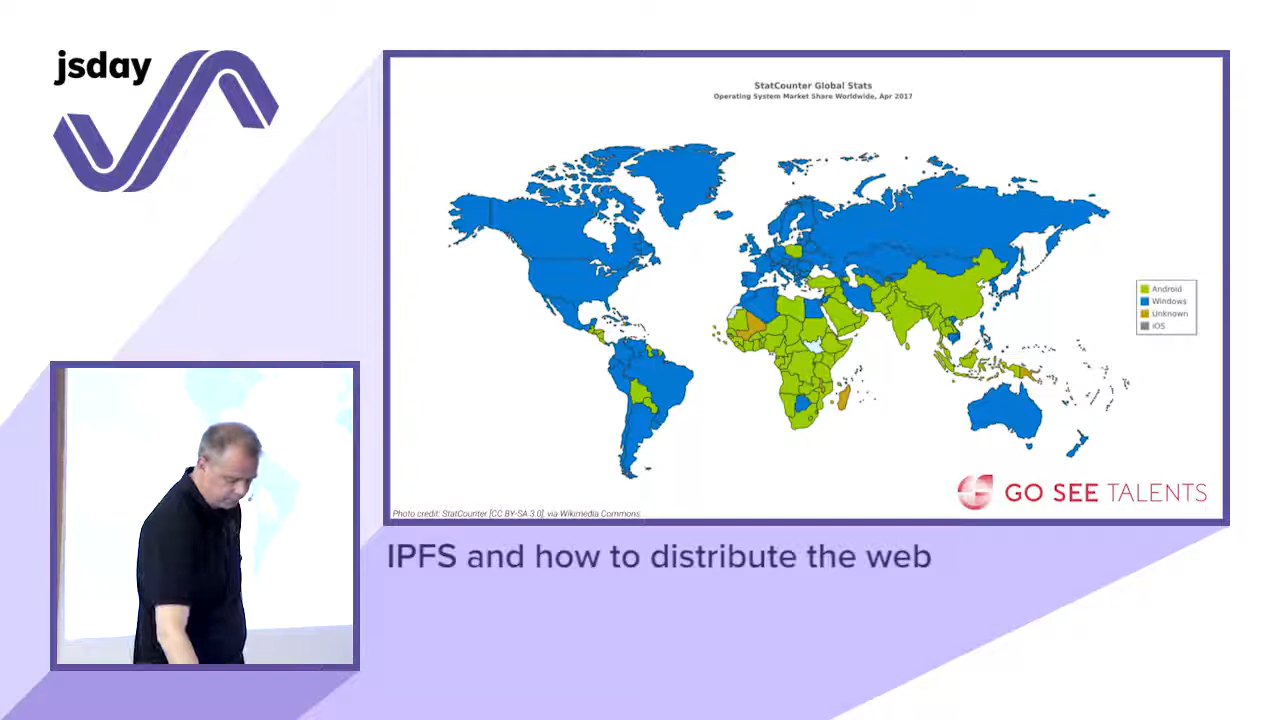 jsday
StatCounter Global Stats
Operating System Market Share Worldwide, Apr 2017
Android
Windows
Unknown
iOS
GO SEE TALENTS
Photo credit: StatCounter [CC BY-SA 3.0], via Wikimedia Commons.
IPFS and how to distribute the web